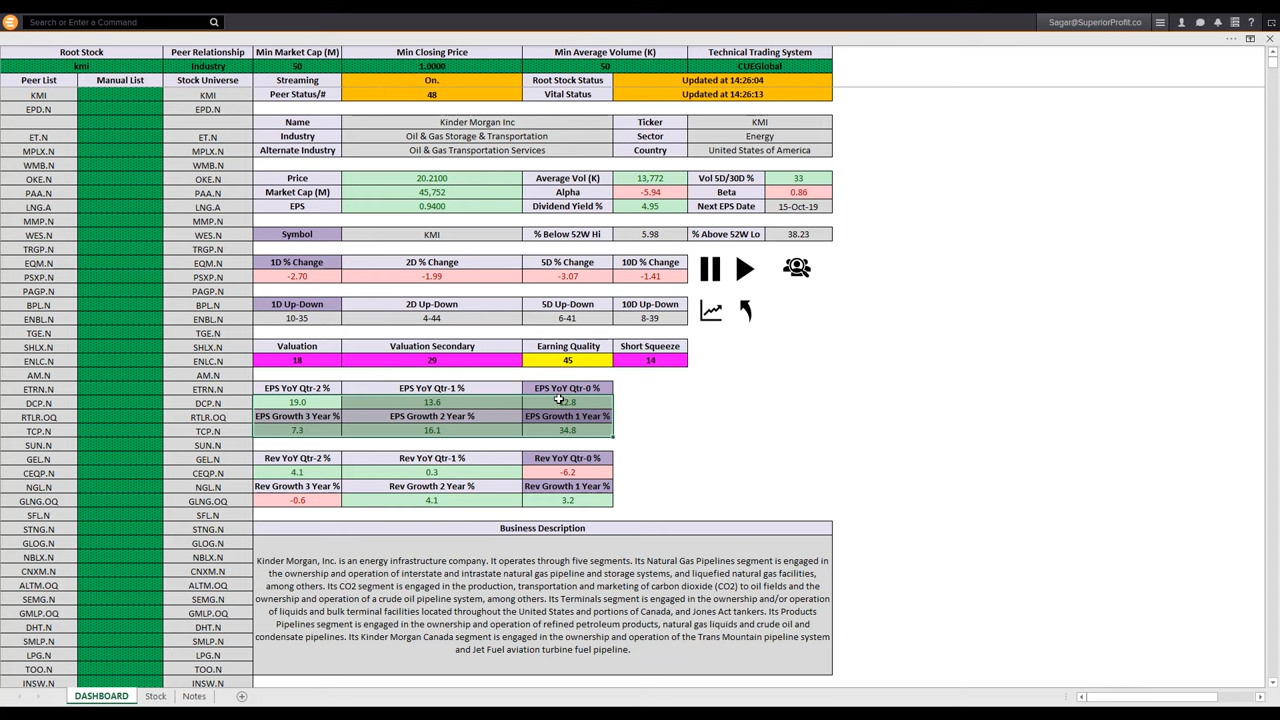 Search or Enter a Command
Sagar@SuperiorProfit.co
Root Stock Peer Relationship Min Market Cap (M) Min Closing Price Min Average Volume (K) Technical Trading System
kmi Industry 50 1.0000 50 CUEGlobal
Peer List Manual List Stock Universe Streaming On. Root Stock Status Updated at 14:26:04
KMI KMI Peer Status/# 48 Vital Status Updated at 14:26:13
EPD.N EPD.N
Name Kinder Morgan Inc Ticker KMI
ET.N ET.N Industry Oil & Gas Storage & Transportation Sector Energy
MPLX.N MPLX.N Alternate Industry Oil & Gas Transportation Services Country United States of America
WMB.N WMB.N
OKE.N OKE.N Price 20.2100 Average Vol (K) 13,772 Vol 5D/30D % 33
PAA.N PAA.N Market Cap (M) 45,752 Alpha -5.94 Beta 0.86
LNG.A LNG.A EPS 0.9400 Dividend Yield % 4.95 Next EPS Date 15-Oct-19
MMP.N MMP.N
WES.N WES.N Symbol KMI % Below 52W Hi 5.98 % Above 52W Lo 38.23
TRGP.N TRGP.N
EQM.N EQM.N 1D % Change 2D % Change 5D % Change 10D % Change
PSXP.N PSXP.N -2.70 -1.99 -3.07 -1.41
PAGP.N PAGP.N
BPL.N BPL.N 1D Up-Down 2D Up-Down 5D Up-Down 10D Up-Down
ENBL.N ENBL.N 10-35 4-44 6-41 8-39
TGE.N TGE.N
SHLX.N SHLX.N Valuation Valuation Secondary Earning Quality Short Squeeze
ENLC.N ENLC.N 18 29 45 14
AM.N AM.N
ETRN.N ETRN.N EPS YoY Qtr-2 % EPS YoY Qtr-1 % EPS YoY Qtr-0 %
DCP.N DCP.N 19.0 13.6
RTLR.OQ RTLR.OQ EPS Growth 3 Year % EPS Growth 2 Year % EPS Growth 1 Year %
TCP.N TCP.N 7.3 16.1 34.8
SUN.N SUN.N
GEL.N GEL.N Rev YoY Qtr-2 % Rev YoY Qtr-1 % Rev YoY Qtr-0 %
CEQP.N CEQP.N 4.1 0.3 -6.2
NGL.N NGL.N Rev Growth 3 Year % Rev Growth 2 Year % Rev Growth 1 Year %
GLNG.OQ GLNG.OQ -0.6 4.1 3.2
SFL.N SFL.N
STNG.N STNG.N Business Description
GLOG.N GLOG.N
NBLX.N NBLX.N Kinder Morgan, Inc. is an energy infrastructure company. It operates through five segments. Its Natural Gas Pipelines segment is engaged in
CNXM.N CNXM.N the ownership and operation of interstate and intrastate natural gas pipeline and storage systems, and liquefied natural gas facilities,
ALTM.OQ ALTM.OQ among others. Its CO2 segment is engaged in the production, transportation and marketing of carbon dioxide (CO2) to oil fields and the
SEMG.N SEMG.N ownership and operation of a crude oil pipeline system, among others. Its Terminals segment is engaged in the ownership and/or operation
GMLP.OQ GMLP.OQ of liquids and bulk terminal facilities located throughout the United States and portions of Canada, and Jones Act tankers. Its Products
DHT.N DHT.N Pipelines segment is engaged in the ownership and operation of refined petroleum products, natural gas liquids and crude oil and
SMLP.N SMLP.N condensate pipelines. Its Kinder Morgan Canada segment is engaged in the ownership and operation of the Trans Mountain pipeline system
LPG.N LPG.N and Jet Fuel aviation turbine fuel pipeline.
TOO.N TOO.N
INSW.N INSW.N
DASHBOARD Stock Notes